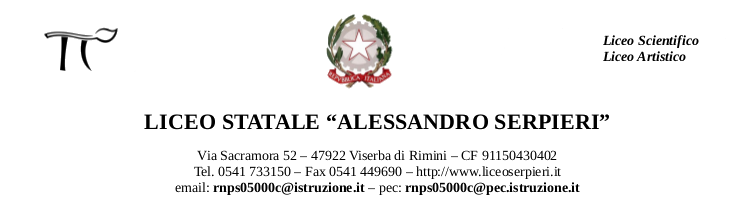 Liceo Scientifico
Liceo Artistico
REPVBBLICA ITALIANA
LICEO STATALE “ALESSANDRO SERPIERI”
Via Sacramora 52 – 47922 Viserba di Rimini – CF 91150430402
Tel. 0541 733150 – Fax 0541 449690 – http://www.liceoserpieri.it
email: rnps05000c@istruzione.it – pec: rnps05000c@pec.istruzione.it